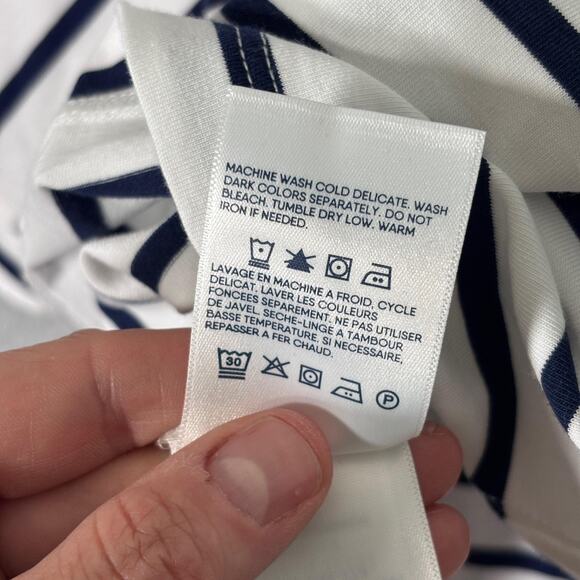 MACHINE WASH COLD DELICATE. WASH
DARK COLORS SEPARATELY. DO NOT
BLEACH. TUMBLE DRY LOW. WARM
IRON IF NEEDED.
LAVAGE EN MACHINE A FROID, CYCLE
DELICAT. LAVER LES COULEURS
FONCEES SEPAREMENT. NE PAS UTILISER
DE JAVEL. SECHE-LINGE A TAMBOUR
BASSE TEMPERATURE. SI NECESSAIRE,
REPASSER A FER CHAUD.
30 P